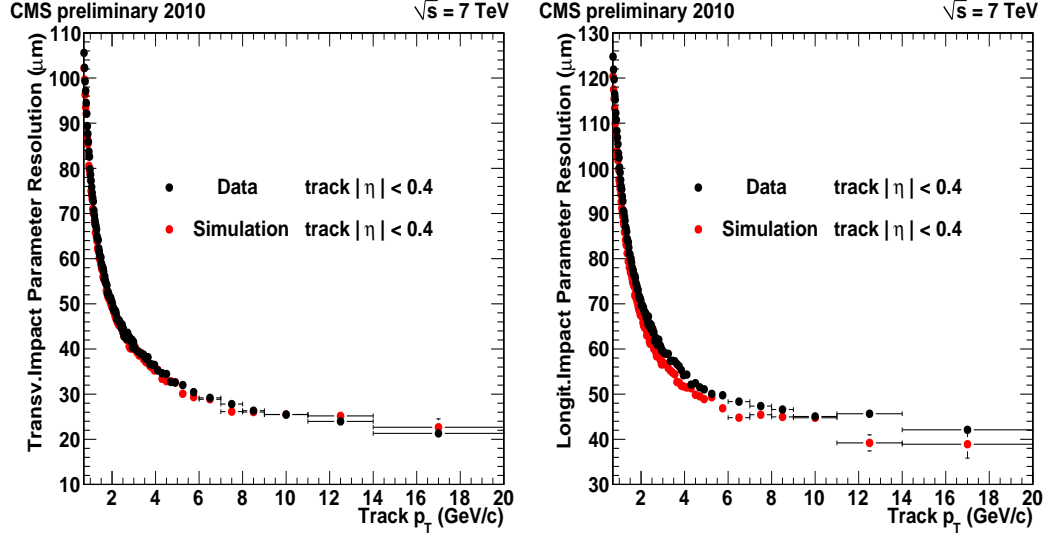 CMS preliminary 2010 √s = 7 TeV
Transv.Impact Parameter Resolution (μm)
110
100
90
80
70
60
50
40
30
20
10
Data track | η | < 0.4
Simulation track | η | < 0.4
2 4 6 8 10 12 14 16 18 20
Track p_T (GeV/c)
CMS preliminary 2010 √s = 7 TeV
Longit.Impact Parameter Resolution (μm)
130
120
110
100
90
80
70
60
50
40
30
Data track | η | < 0.4
Simulation track | η | < 0.4
2 4 6 8 10 12 14 16 18 20
Track p_T (GeV/c)